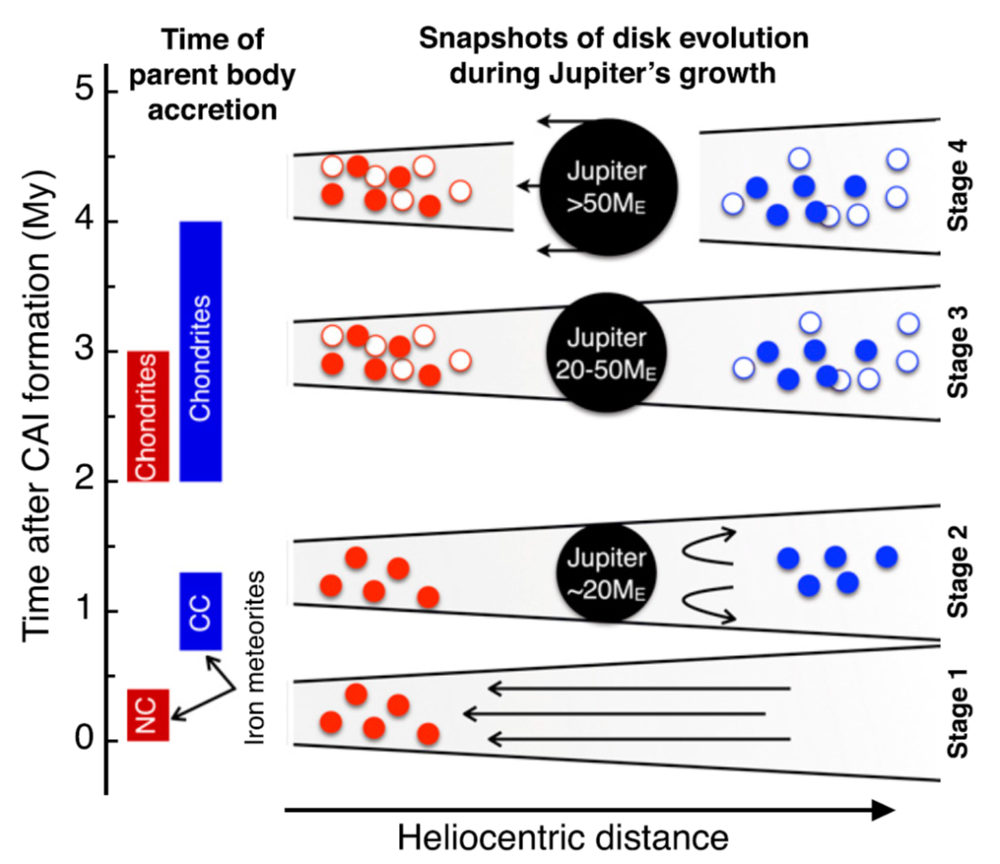 Time of
parent body
accretion
Snapshots of disk evolution
during Jupiter's growth
Time after CAI formation (My)
5
4
3
2
1
0
Chondrites
Chondrites
CC
NC
Iron meteorites
Jupiter
>50ME
Stage 4
Jupiter
20-50ME
Stage 3
Jupiter
~20ME
Stage 2
Stage 1
Heliocentric distance